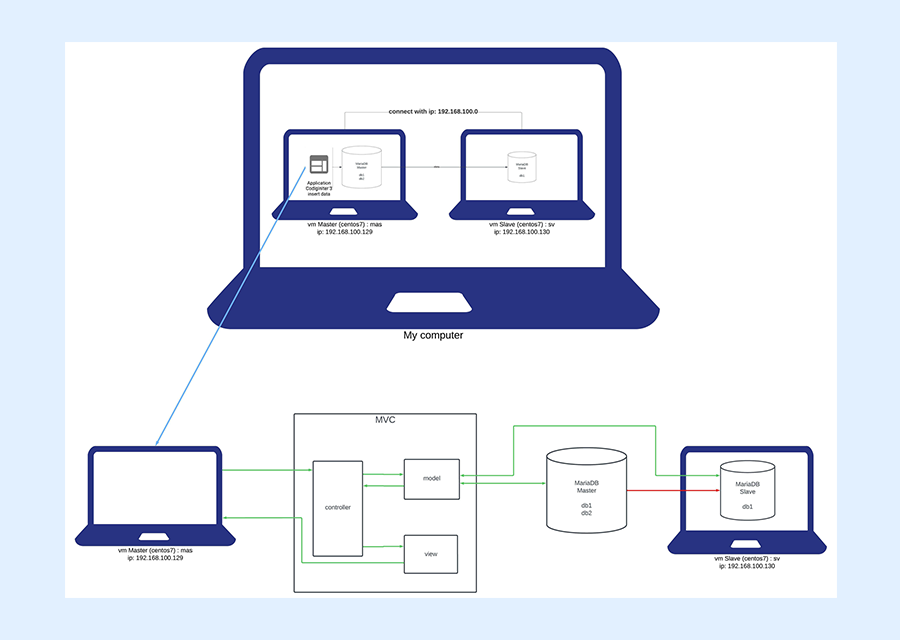 connect with ip: 192.168.100.0
MariaDB
Master
db1
db2
MariaDB
Slave
db1
Application
Codiginiter 3
insert data
vm Master (centos7) : mas
ip: 192.168.100.129
vm Slave (centos7) : sv
ip: 192.168.100.130
My computer
MVC
controller
model
view
MariaDB
Master
db1
db2
MariaDB
Slave
db1
vm Master (centos7) : mas
ip: 192.168.100.129
vm Slave (centos7) : sv
ip: 192.168.100.130